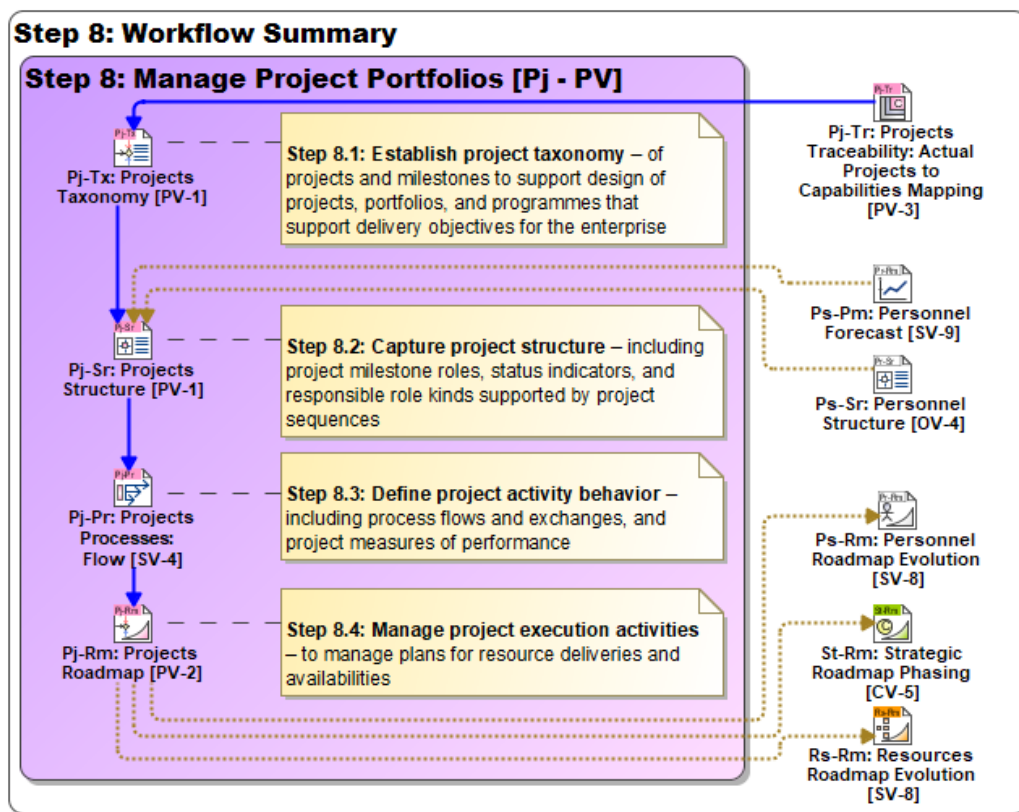 Step 8: Workflow Summary
Step 8: Manage Project Portfolios [Pj - PV]
Pj-Tx
Pj-Tx: Projects
Taxonomy [PV-1]
Step 8.1: Establish project taxonomy – of
projects and milestones to support design of
projects, portfolios, and programmes that
support delivery objectives for the enterprise
Pj-Tr
C
Pj-Tr: Projects
Traceability: Actual
Projects to
Capabilities Mapping
[PV-3]
Pr-Rm
Ps-Pm: Personnel
Forecast [SV-9]
Pj-Sr
Pj-Sr: Projects
Structure [PV-1]
Step 8.2: Capture project structure – including
project milestone roles, status indicators, and
responsible role kinds supported by project
sequences
Pr-Sr
Ps-Sr: Personnel
Structure [OV-4]
Pj-Pr
Pj-Pr: Projects
Processes:
Flow [SV-4]
Step 8.3: Define project activity behavior –
including process flows and exchanges, and
project measures of performance
Pr-Rm
Ps-Rm: Personnel
Roadmap Evolution
[SV-8]
Pj-Rm
Pj-Rm: Projects
Roadmap [PV-2]
Step 8.4: Manage project execution activities
– to manage plans for resource deliveries and
availabilities
St-Rm
C
St-Rm: Strategic
Roadmap Phasing
[CV-5]
Rs-Rm
Rs-Rm: Resources
Roadmap Evolution
[SV-8]